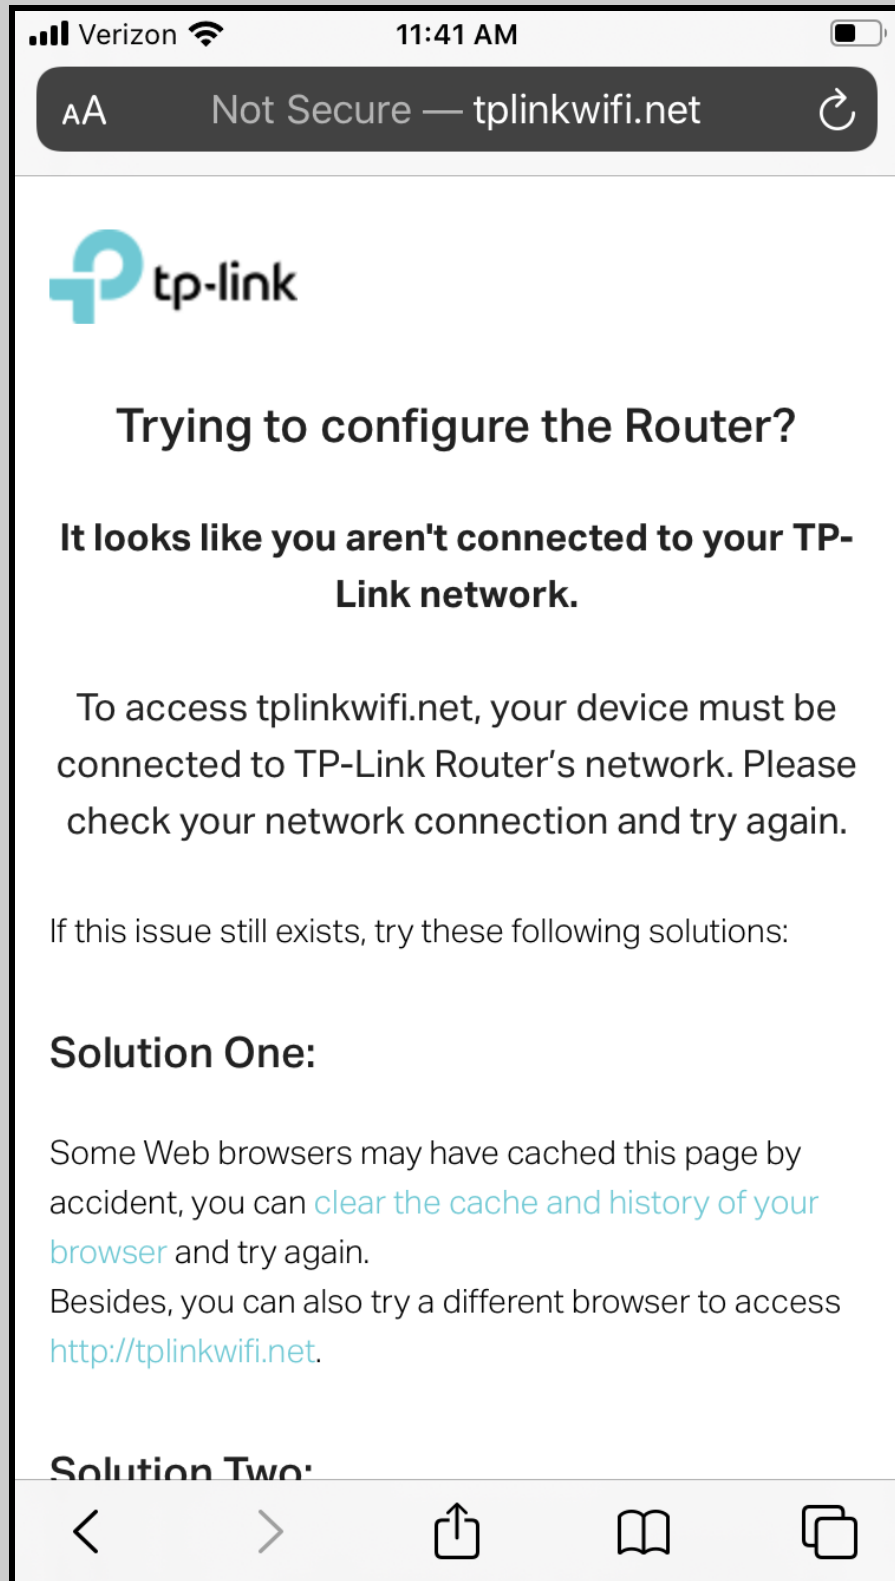 Verizon
11:41 AM
AA
Not Secure — tplinkwifi.net
tp-link
Trying to configure the Router?
It looks like you aren't connected to your TP-
Link network.
To access tplinkwifi.net, your device must be
connected to TP-Link Router’s network. Please
check your network connection and try again.
If this issue still exists, try these following solutions:
Solution One:
Some Web browsers may have cached this page by
accident, you can clear the cache and history of your
browser and try again.
Besides, you can also try a different browser to access
http://tplinkwifi.net.
Solution Two: